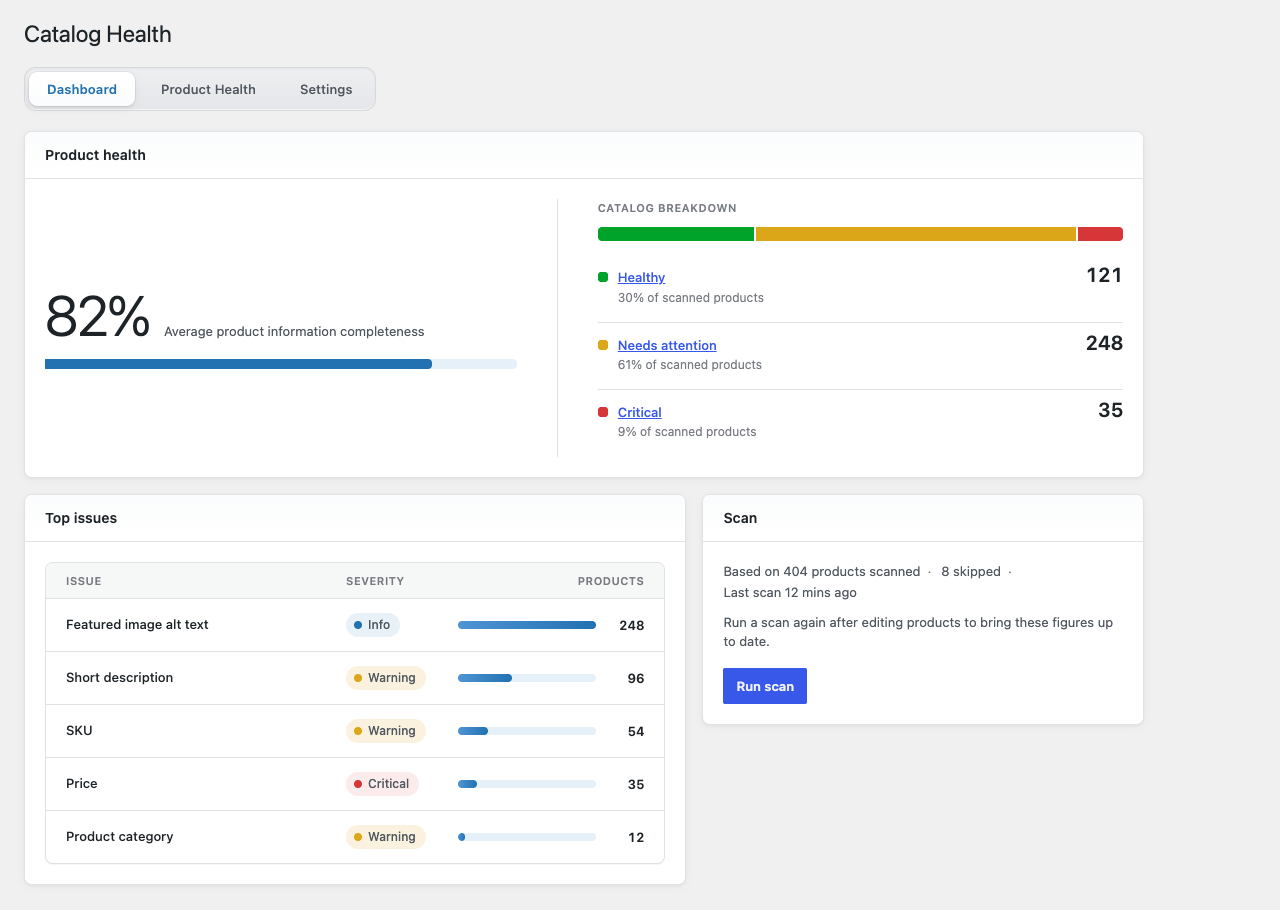 Catalog Health
Dashboard
Product Health
Settings
Product health
82% Average product information completeness
CATALOG BREAKDOWN
Healthy 121
30% of scanned products
Needs attention 248
61% of scanned products
Critical 35
9% of scanned products
Top issues
ISSUE SEVERITY PRODUCTS
Featured image alt text Info 248
Short description Warning 96
SKU Warning 54
Price Critical 35
Product category Warning 12
Scan
Based on 404 products scanned · 8 skipped ·
Last scan 12 mins ago
Run a scan again after editing products to bring these figures up
to date.
Run scan